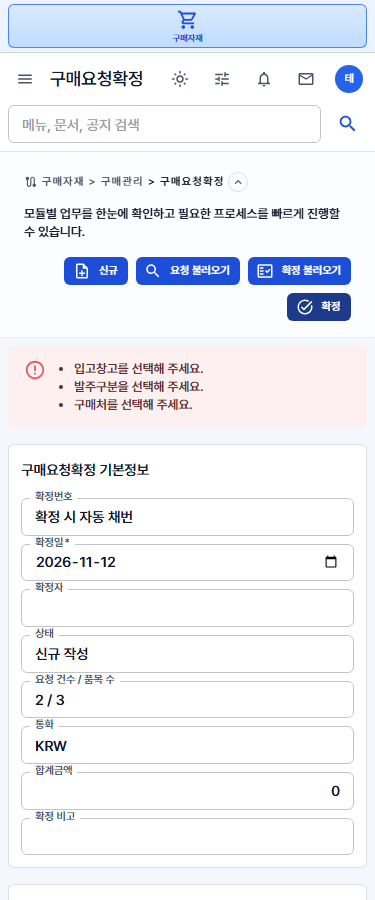 구매자재
구매요청확정
테
메뉴, 문서, 공지 검색
구매자재 > 구매관리 > 구매요청확정
모듈별 업무를 한눈에 확인하고 필요한 프로세스를 빠르게 진행할
수 있습니다.
신규
요청 불러오기
확정 불러오기
확정
• 입고창고를 선택해 주세요.
• 발주구분을 선택해 주세요.
• 구매처를 선택해 주세요.
구매요청확정 기본정보
확정번호
확정 시 자동 채번
확정일*
2026-11-12
확정자
상태
신규 작성
요청 건수 / 품목 수
2 / 3
통화
KRW
합계금액
0
확정 비고